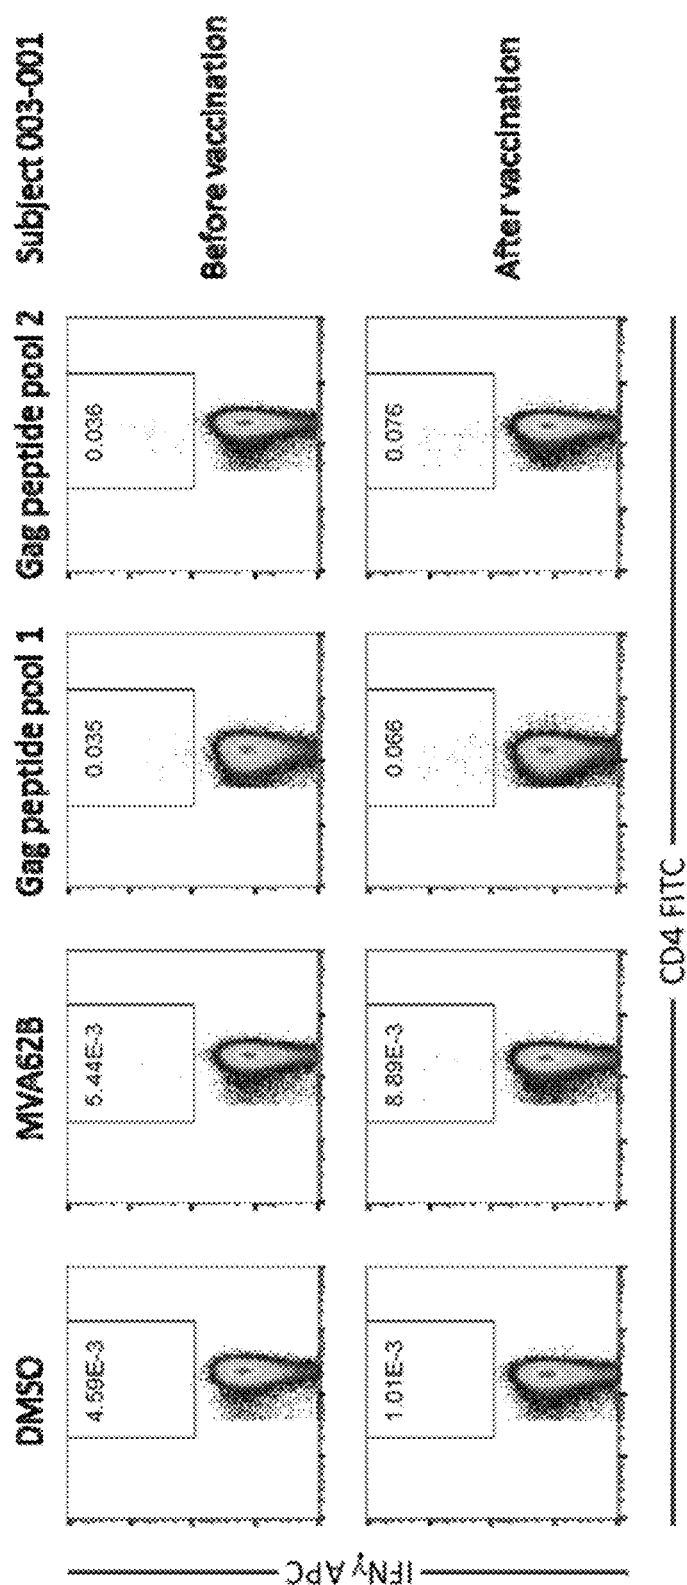 Subject 003-001
DMSO
MVA62B
Gag peptide pool 1
Gag peptide pool 2
4.59E-3
5.44E-3
0.035
0.036
Before vaccination
1.01E-3
8.89E-3
0.066
0.076
After vaccination
IFNγ APC
CD4 FITC